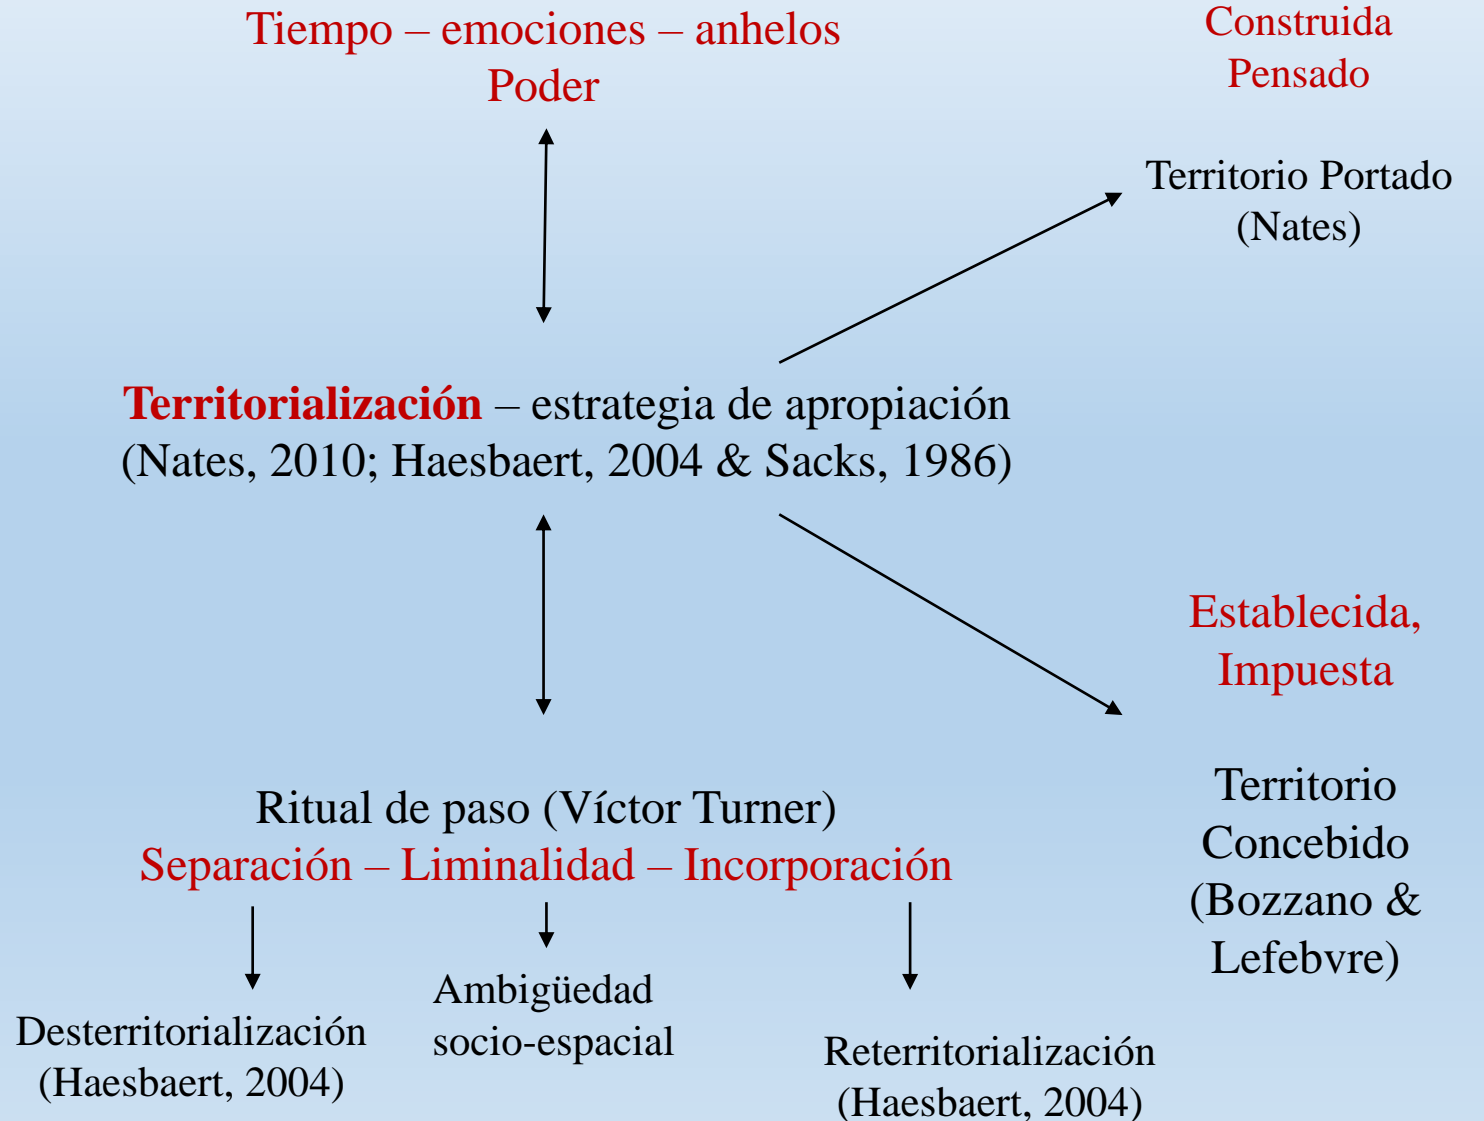 Tiempo – emociones – anhelos
Poder
Construida
Pensado
Territorio Portado
(Nates)
Territorialización – estrategia de apropiación
(Nates, 2010; Haesbaert, 2004 & Sacks, 1986)
Establecida,
Impuesta
Territorio
Concebido
(Bozzano &
Lefebvre)
Ritual de paso (Víctor Turner)
Separación – Liminalidad – Incorporación
Desterritorialización
(Haesbaert, 2004)
Ambigüedad
socio-espacial
Reterritorialización
(Haesbaert, 2004)